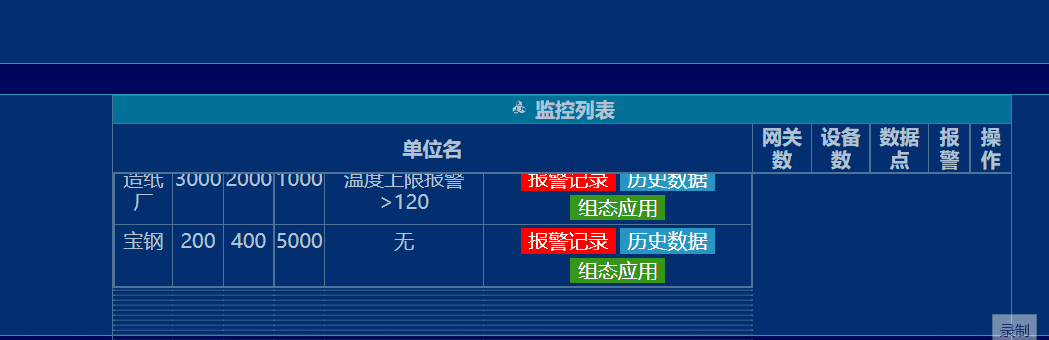 监控列表
单位名 网关数 设备数 数据点 报警 操作
造纸厂 3000 2000 1000 温度上限报警>120 报警记录 历史数据
组态应用
宝钢 200 400 5000 无 报警记录 历史数据
组态应用
录制